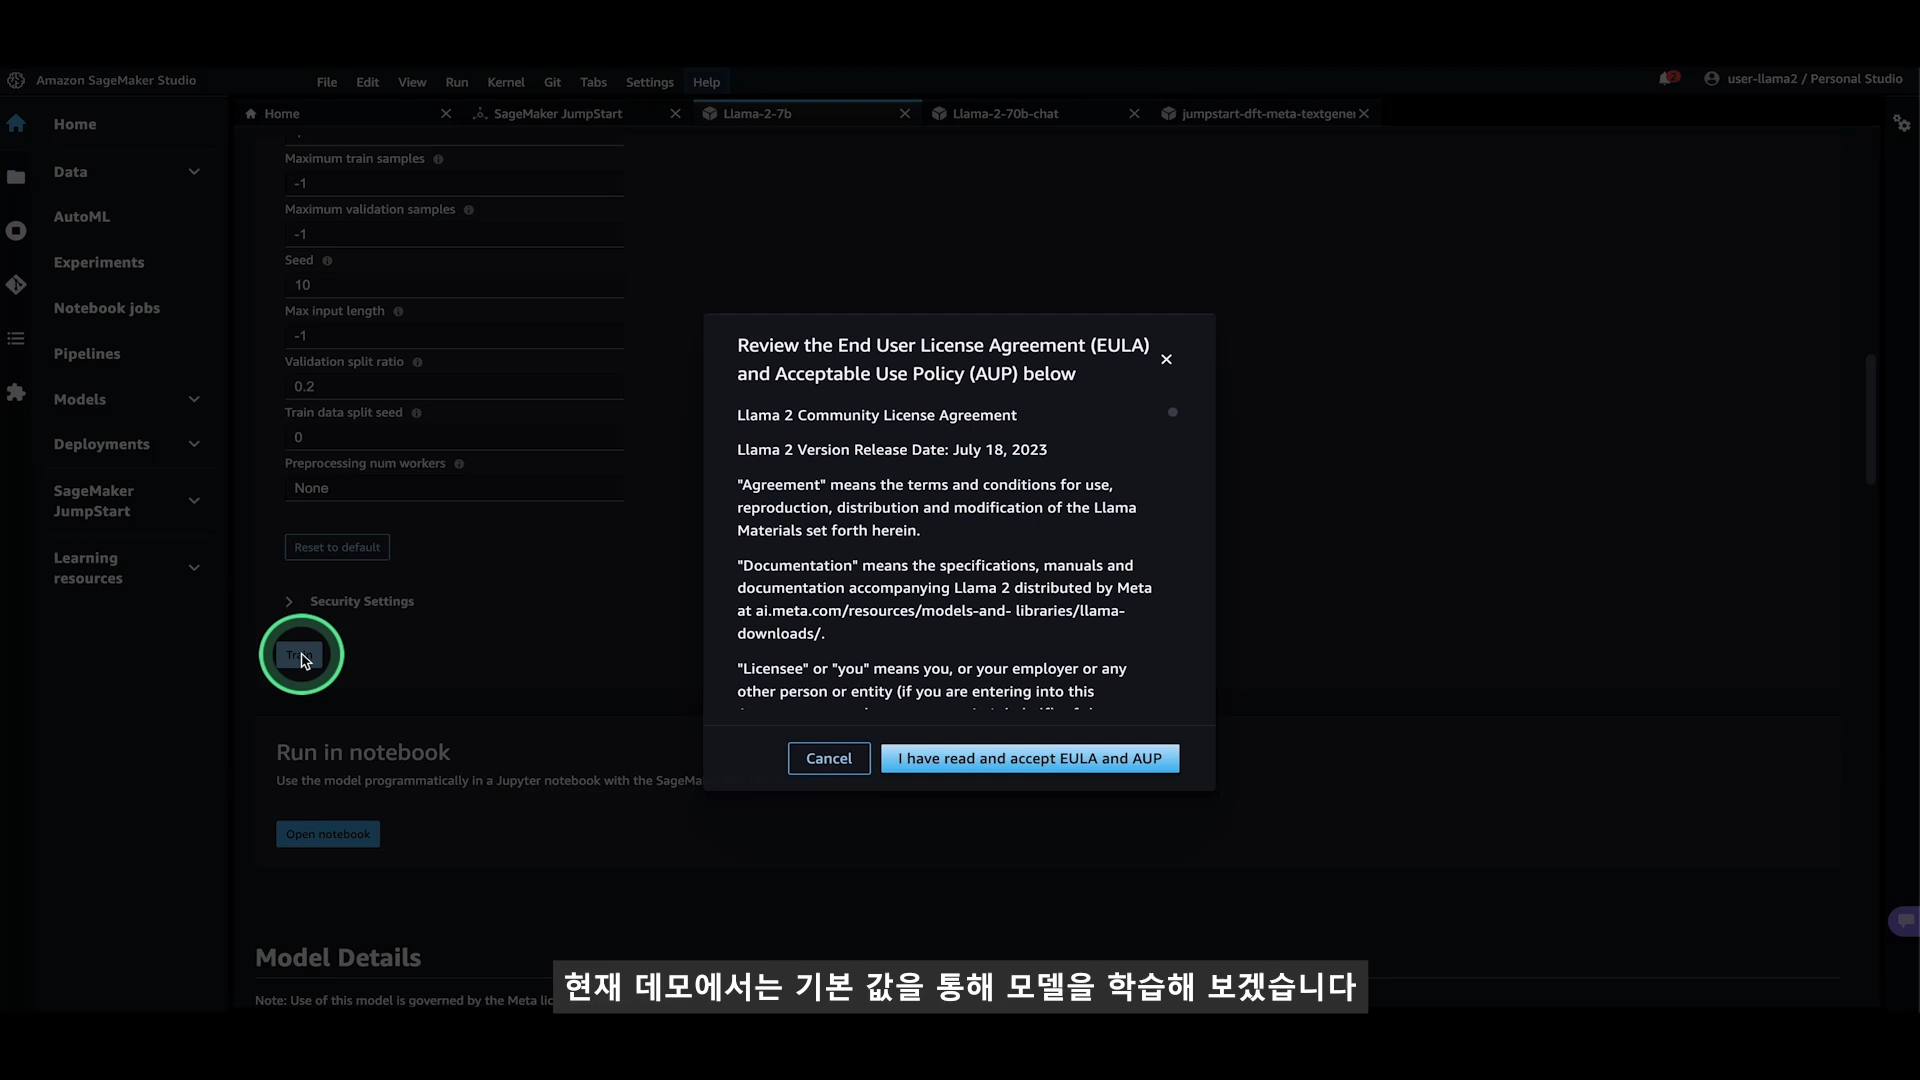 Amazon SageMaker Studio
File Edit View Run Kernel Git Tabs Settings Help
2
user-llama2 / Personal Studio
Home
SageMaker JumpStart
Llama-2-7b
Llama-2-70b-chat
jumpstart-dft-meta-textgener
Home
Data
AutoML
Experiments
Notebook jobs
Pipelines
Models
Deployments
SageMaker
JumpStart
Learning
resources
Maximum train samples
-1
Maximum validation samples
-1
Seed
10
Max input length
-1
Validation split ratio
0.2
Train data split seed
0
Preprocessing num workers
None
Reset to default
Security Settings
Train
Run in notebook
Use the model programmatically in a Jupyter notebook with the SageMa
Open notebook
Model Details
Note: Use of this model is governed by the Meta lic
Review the End User License Agreement (EULA)
and Acceptable Use Policy (AUP) below
Llama 2 Community License Agreement
Llama 2 Version Release Date: July 18, 2023
"Agreement" means the terms and conditions for use,
reproduction, distribution and modification of the Llama
Materials set forth herein.
"Documentation" means the specifications, manuals and
documentation accompanying Llama 2 distributed by Meta
at ai.meta.com/resources/models-and- libraries/llama-
downloads/.
"Licensee" or "you" means you, or your employer or any
other person or entity (if you are entering into this
Cancel
I have read and accept EULA and AUP
현재 데모에서는 기본 값을 통해 모델을 학습해 보겠습니다